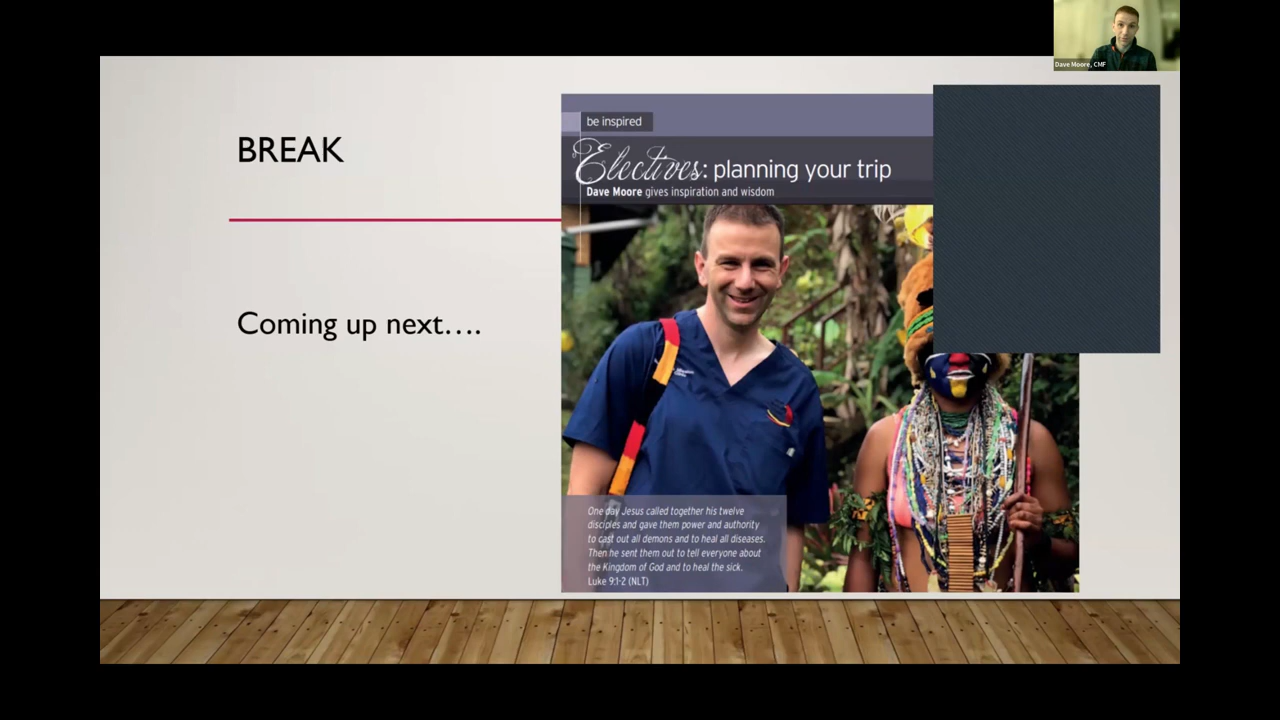 Dave Moore, CMF
BREAK
Coming up next....
be inspired
Electives: planning your trip
Dave Moore gives inspiration and wisdom
One day Jesus called together his twelve
disciples and gave them power and authority
to cast out all demons and to heal all diseases.
Then he sent them out to tell everyone about
the Kingdom of God and to heal the sick.
Luke 9:1-2 (NLT)